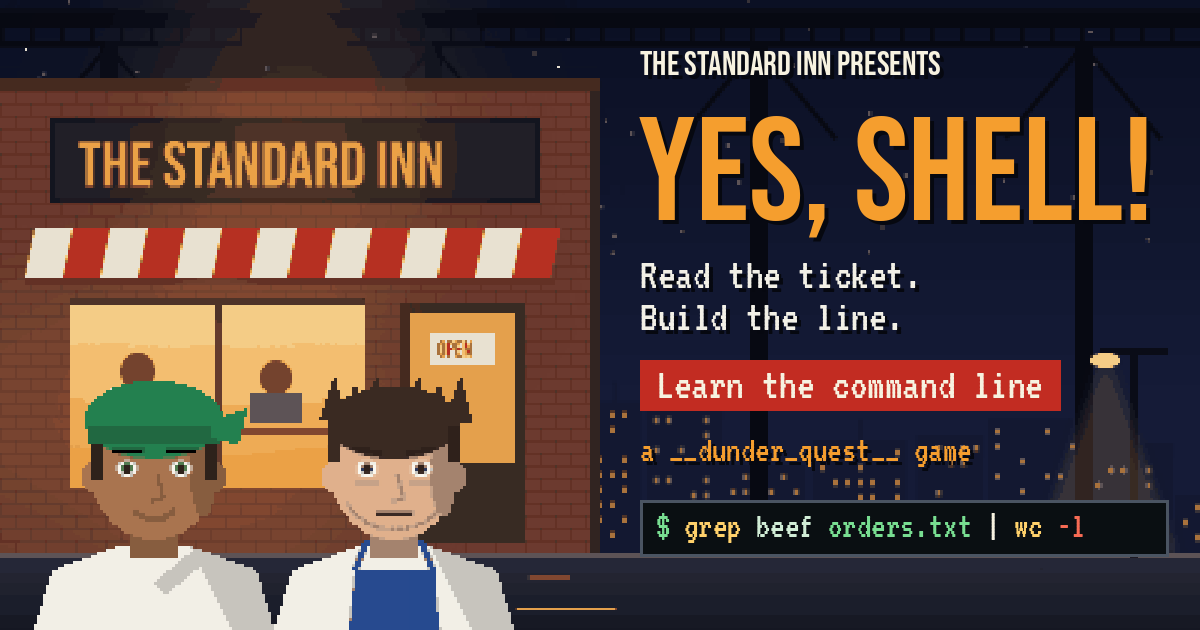 THE STANDARD INN
OPEN
THE STANDARD INN PRESENTS
YES, SHELL!
Read the ticket.
Build the line.
Learn the command line
a __dunder_quest__ game
$ grep beef orders.txt | wc -l